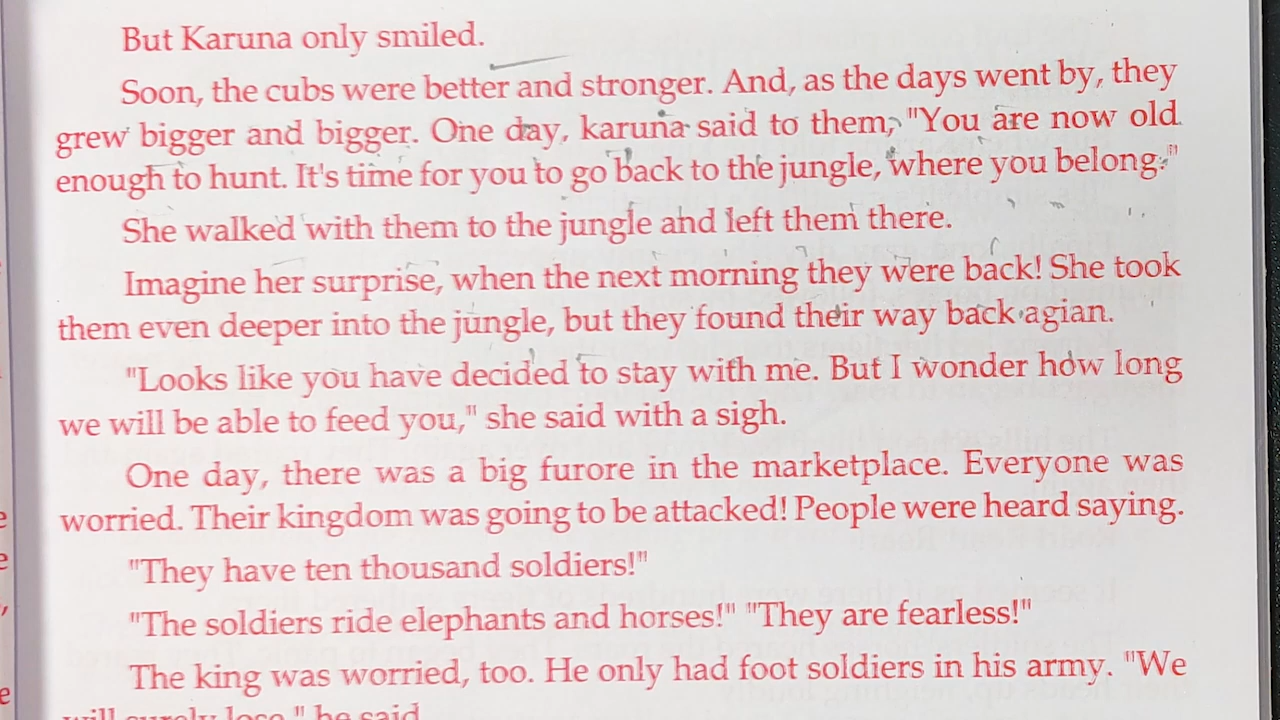 But Karuna only smiled.
Soon, the cubs were better and stronger. And, as the days went by, they
grew bigger and bigger. One day, karuna said to them, "You are now old
enough to hunt. It's time for you to go back to the jungle, where you belong."
She walked with them to the jungle and left them there.
Imagine her surprise, when the next morning they were back! She took
them even deeper into the jungle, but they found their way back agian.
"Looks like you have decided to stay with me. But I wonder how long
we will be able to feed you," she said with a sigh.
One day, there was a big furore in the marketplace. Everyone was
worried. Their kingdom was going to be attacked! People were heard saying.
"They have ten thousand soldiers!"
"The soldiers ride elephants and horses!" "They are fearless!"
The king was worried, too. He only had foot soldiers in his army. "We
will surely lose," he said